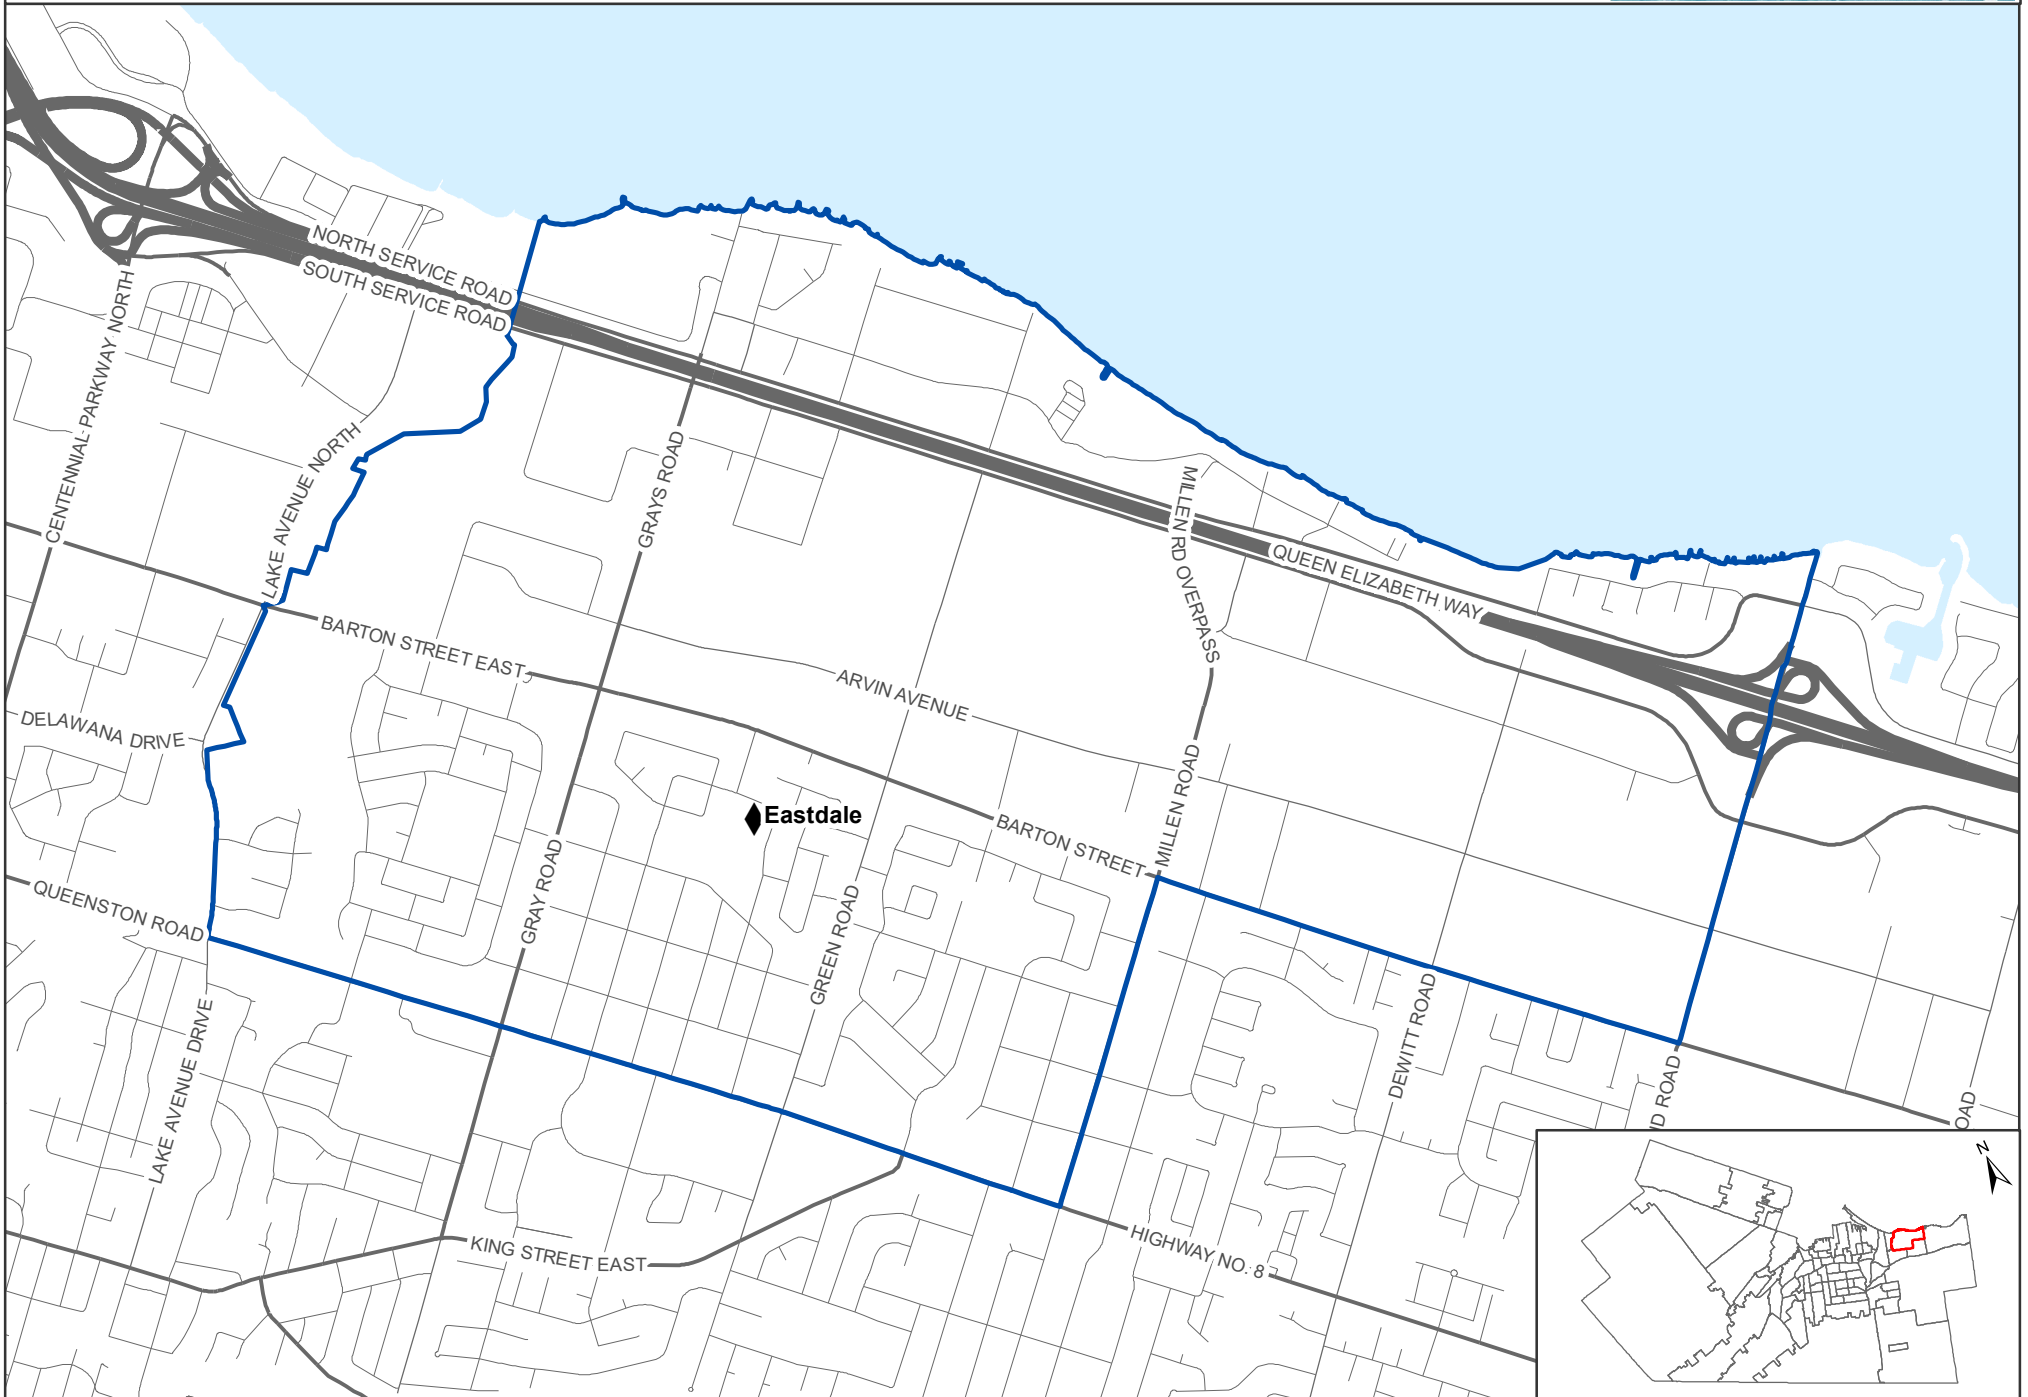 NORTH SERVICE ROAD
SOUTH SERVICE ROAD
CENTENNIAL PARKWAY NORTH
LAKE AVENUE NORTH
GRAYS ROAD
MILLEN RD OVERPASS
QUEEN ELIZABETH WAY
BARTON STREET EAST
ARVIN AVENUE
DELAWANA DRIVE
MILLEN ROAD
Eastdale
BARTON STREET
QUEENSTON ROAD
GRAY ROAD
GREEN ROAD
DEWITT ROAD
LAKE AVENUE DRIVE
ROAD
OAD
N
KING STREET EAST
HIGHWAY NO. 8